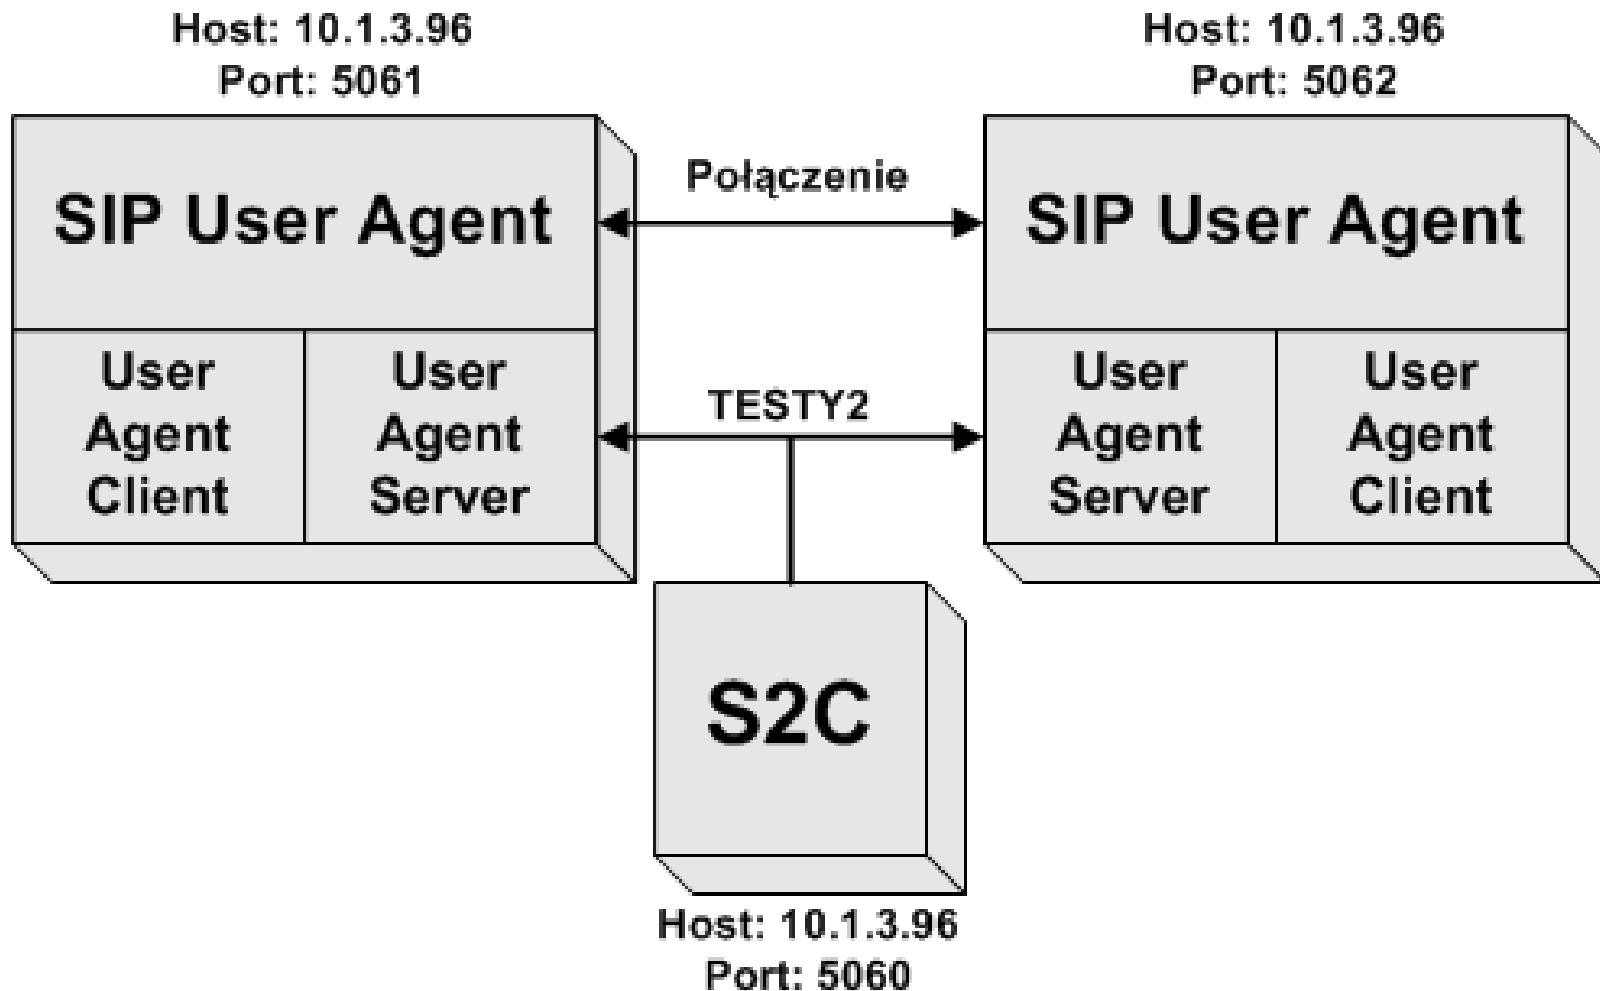 Host: 10.1.3.96
Port: 5061
Host: 10.1.3.96
Port: 5062
SIP User Agent
Połączenie
SIP User Agent
User
Agent
Client
User
Agent
Server
TESTY2
User
Agent
Server
User
Agent
Client
S2C
Host: 10.1.3.96
Port: 5060